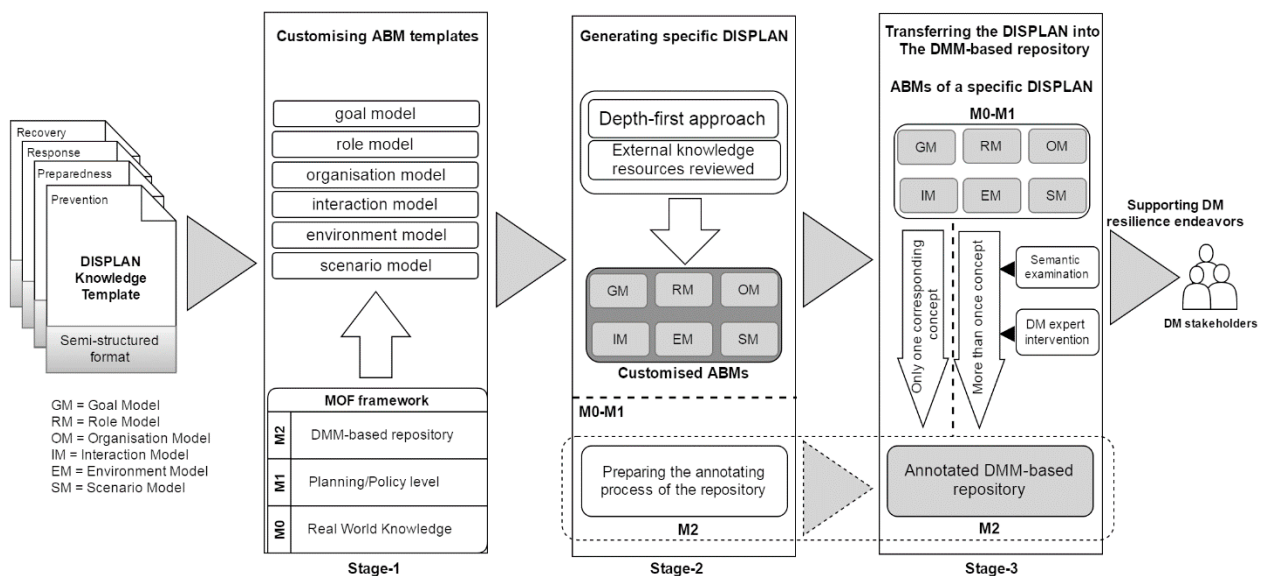 Recovery
Response
Preparedness
Prevention
DISPLAN
Knowledge
Template
Semi-structured
format
GM = Goal Model
RM = Role Model
OM = Organisation Model
IM = Interaction Model
EM = Environment Model
SM = Scenario Model
Customising ABM templates
goal model
role model
organisation model
interaction model
environment model
scenario model
MOF framework
M2
DMM-based repository
M1
Planning/Policy level
M0
Real World Knowledge
Stage-1
Generating specific DISPLAN
Depth-first approach
External knowledge
resources reviewed
GM
RM
OM
IM
EM
SM
Customised ABMs
M0-M1
Preparing the annotating
process of the repository
M2
Stage-2
Transferring the DISPLAN into
The DMM-based repository
ABMs of a specific DISPLAN
M0-M1
GM
RM
OM
IM
EM
SM
Only one corresponding
concept
More than once concept
Semantic
examination
DM expert
intervention
Annotated DMM-based
repository
M2
Stage-3
Supporting DM
resilience endeavors
DM stakeholders